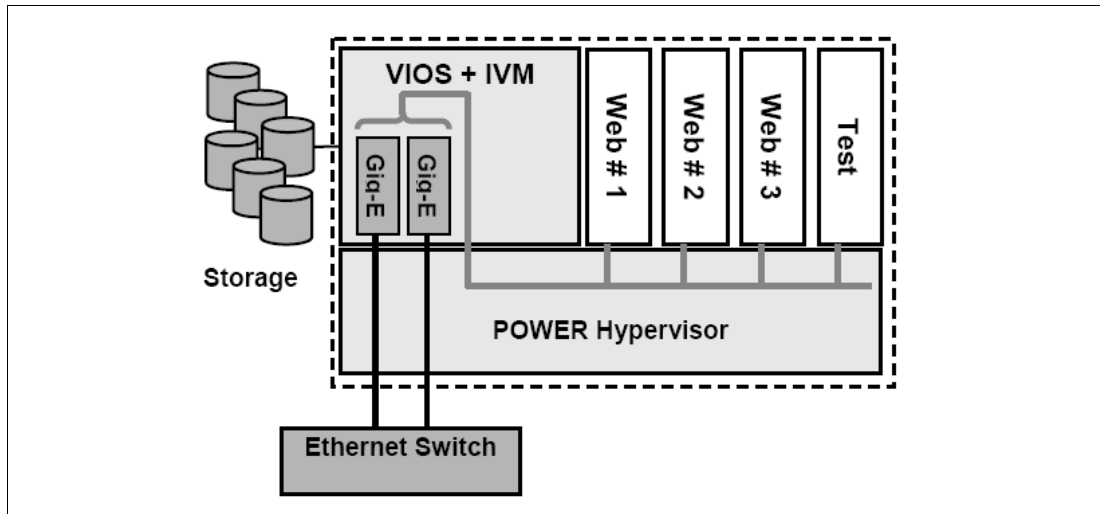 VIOS + IVM
Gig-E
Gig-E
Web # 1
Web # 2
Web # 3
Test
Storage
POWER Hypervisor
Ethernet Switch